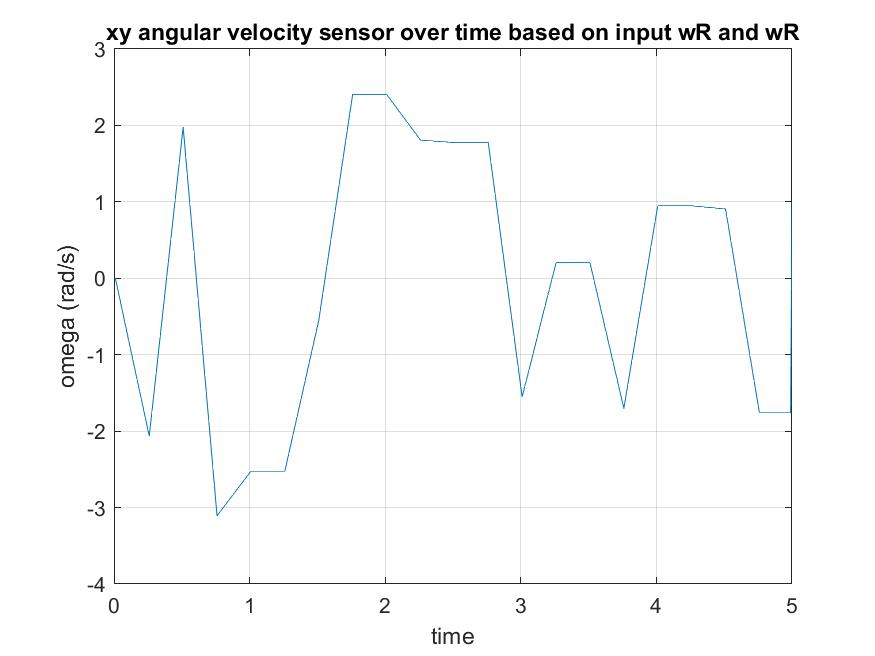 xy angular velocity sensor over time based on input wR and wR
3
2
1
0
-1
-2
-3
-4
omega (rad/s)
0 1 2 3 4 5
time